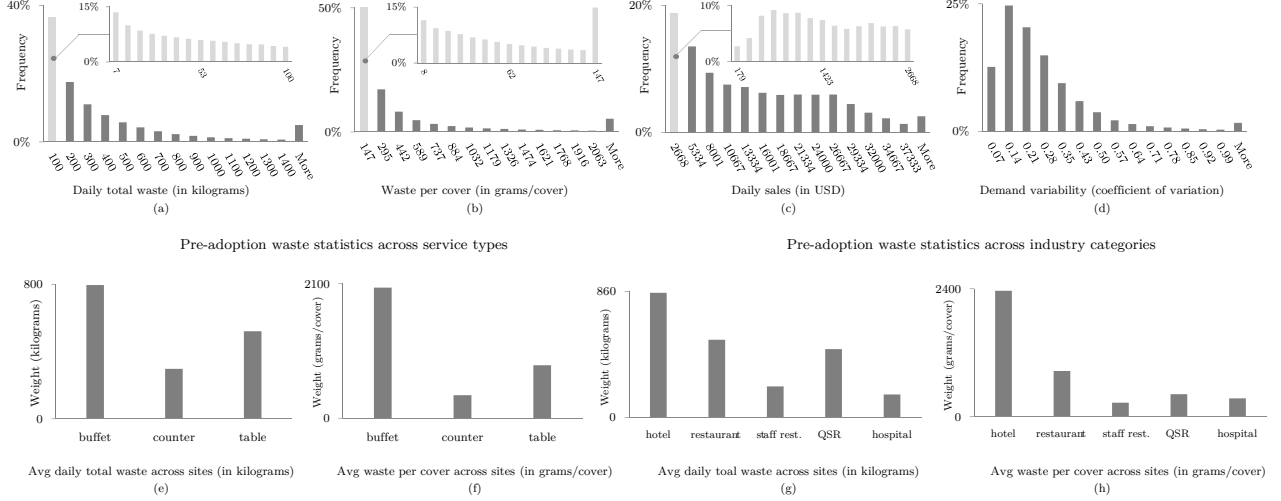 40%
Frequency
0%
15%
0%
7
53
100
100
200
300
400
500
600
700
800
900
1000
1100
1200
1300
1400
More
Daily total waste (in kilograms)
(a)
50%
Frequency
0%
15%
0%
8
62
147
147
295
442
589
737
884
1032
1179
1326
1474
1621
1768
1916
2063
More
Waste per cover (in grams/cover)
(b)
20%
Frequency
0%
10%
0%
179
1423
2668
2668
5334
8001
10667
13334
16001
18667
21334
24000
26667
29334
32000
34667
37333
More
Daily sales (in USD)
(c)
25%
Frequency
0%
0.07
0.14
0.21
0.28
0.35
0.43
0.50
0.57
0.64
0.71
0.78
0.85
0.92
0.99
More
Demand variability (coefficient of variation)
(d)
Pre-adoption waste statistics across service types
Pre-adoption waste statistics across industry categories
800
Weight (kilograms)
0
buffet counter table
Avg daily total waste across sites (in kilograms)
(e)
2100
Weight (grams/cover)
0
buffet counter table
Avg waste per cover across sites (in grams/cover)
(f)
860
Weight (kilograms)
0
hotel restaurant staff rest. QSR hospital
Avg daily toal waste across sites (in kilograms)
(g)
2400
Weight (grams/cover)
0
hotel restaurant staff rest. QSR hospital
Avg waste per cover across sites (in grams/cover)
(h)